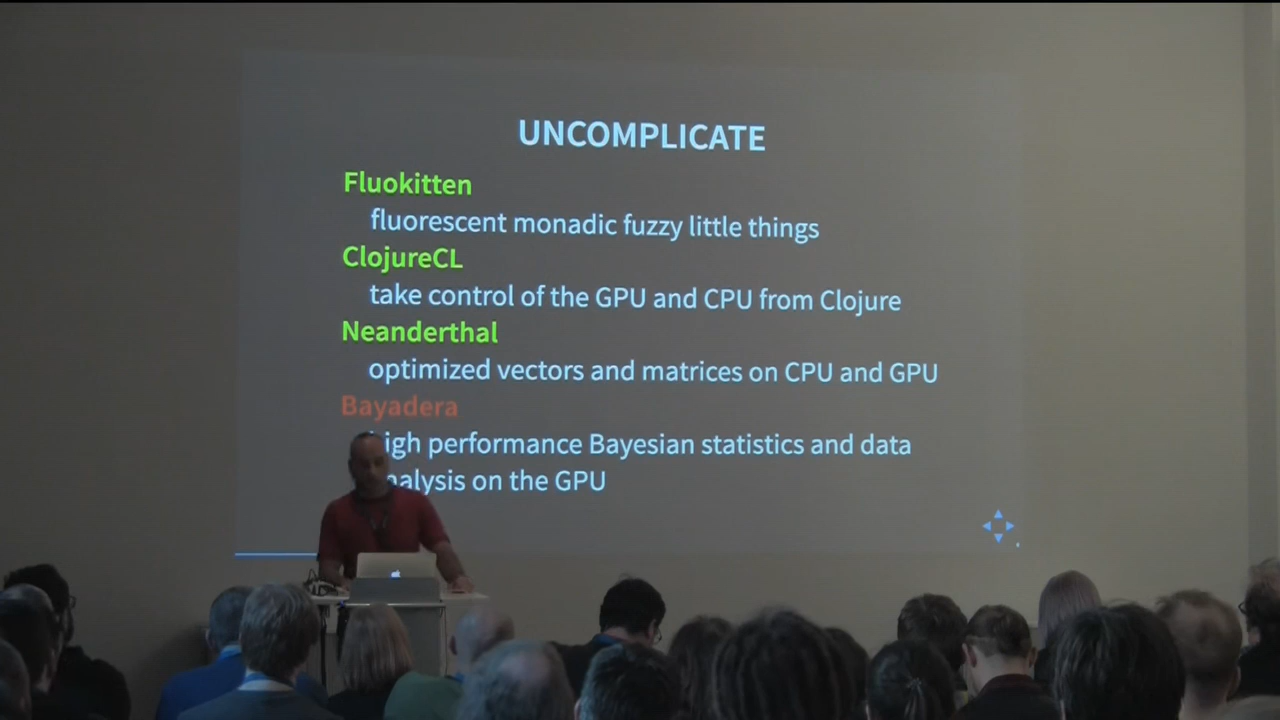 UNCOMPLICATE
Fluokitten
fluorescent monadic fuzzy little things
ClojureCL
take control of the GPU and CPU from Clojure
Neanderthal
optimized vectors and matrices on CPU and GPU
Bayadera
high performance Bayesian statistics and data
analysis on the GPU